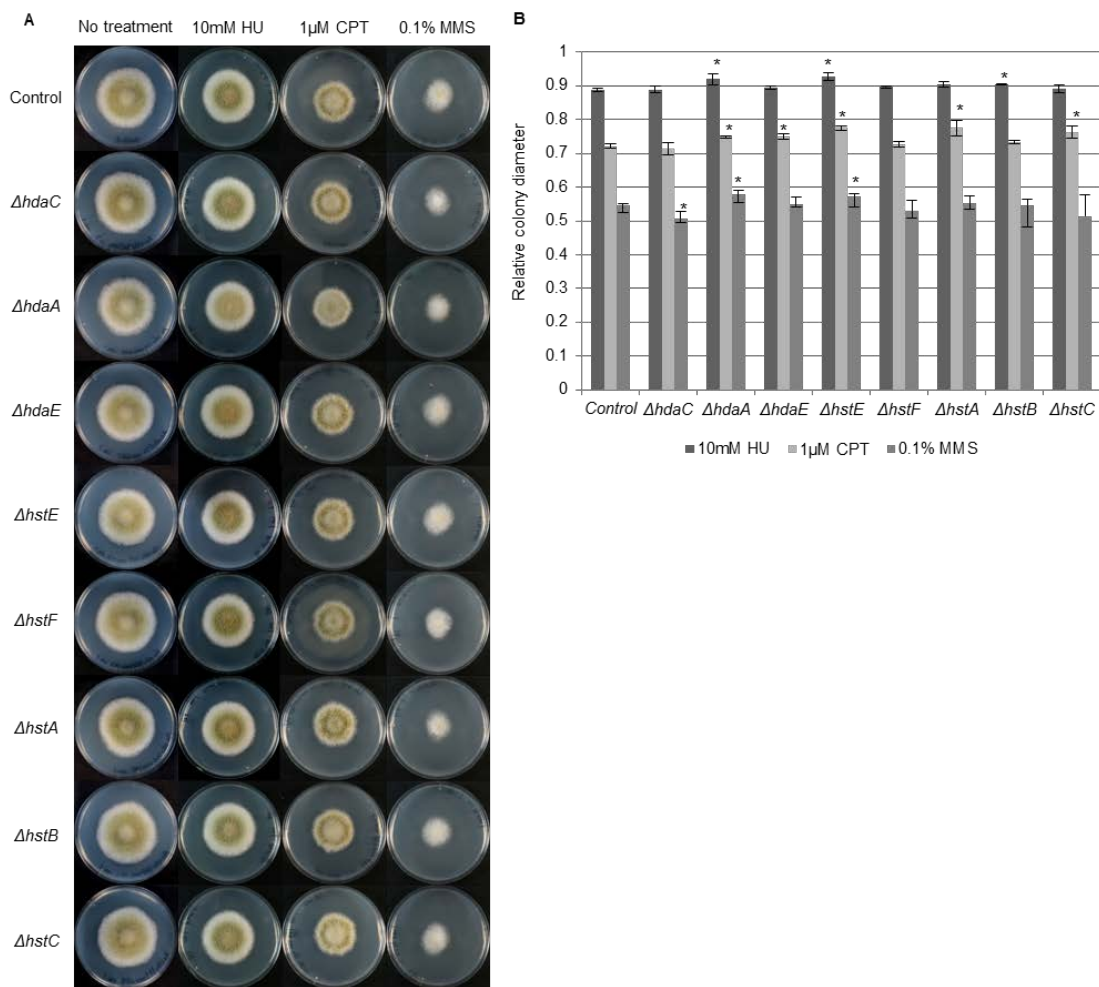 A
No treatment 10mM HU 1µM CPT 0.1% MMS
Control
ΔhdaC
ΔhdaA
ΔhdaE
ΔhstE
ΔhstF
ΔhstA
ΔhstB
ΔhstC
B
Relative colony diameter
1
0.9
0.8
0.7
0.6
0.5
0.4
0.3
0.2
0.1
0
* * * * * * * * * * * *
Control ΔhdaC ΔhdaA ΔhdaE ΔhstE ΔhstF ΔhstA ΔhstB ΔhstC
10mM HU 1µM CPT 0.1% MMS